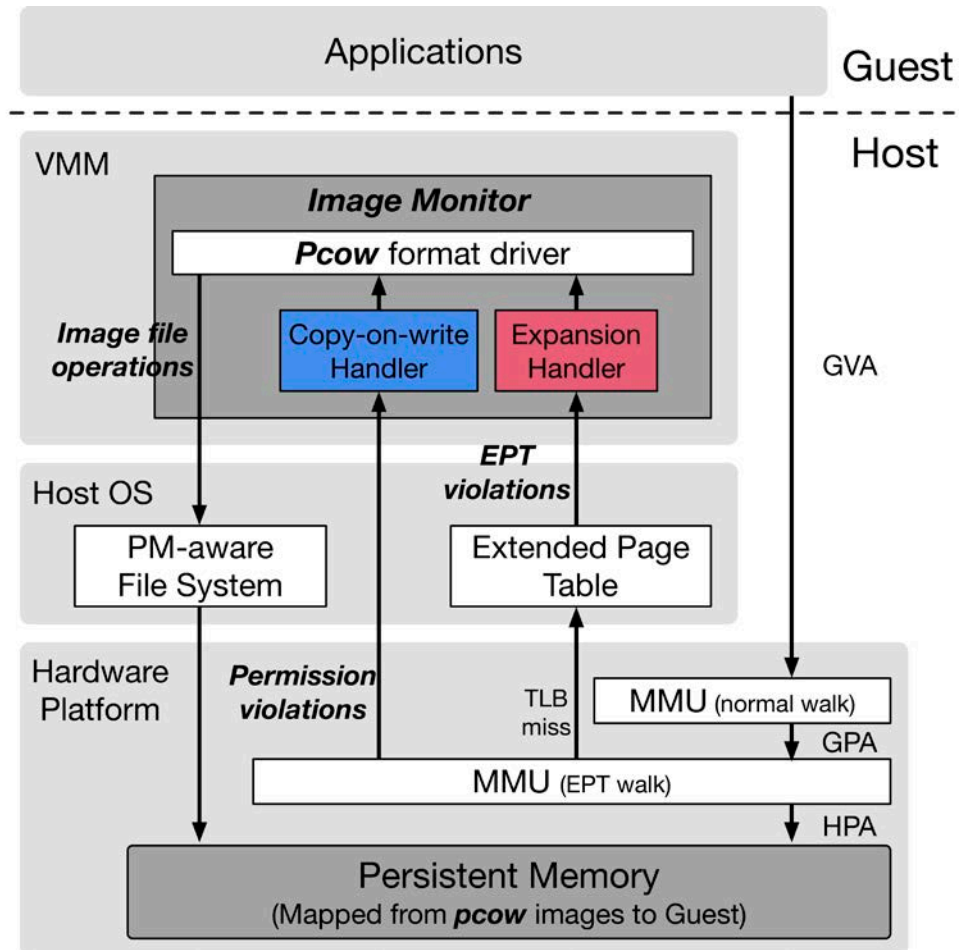 Applications
Guest
Host
VMM
Image Monitor
Pcow format driver
Image file
operations
Copy-on-write
Handler
Expansion
Handler
GVA
EPT
violations
Host OS
PM-aware
File System
Extended Page
Table
Hardware
Platform
Permission
violations
TLB
miss
MMU (normal walk)
GPA
MMU (EPT walk)
HPA
Persistent Memory
(Mapped from pcow images to Guest)